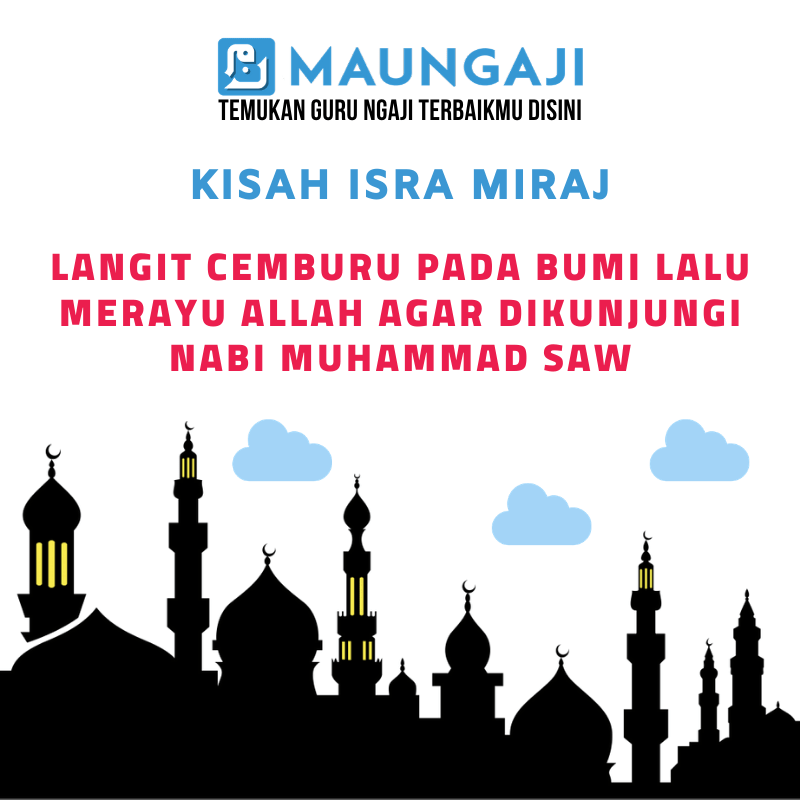 MAUNGAJI
TEMUKAN GURU NGAJI TERBAIKMU DISINI
KISAH ISRA MIRAJ
LANGIT CEMBURU PADA BUMI LALU
MERAYU ALLAH AGAR DIKUNJUNGI
NABI MUHAMMAD SAW